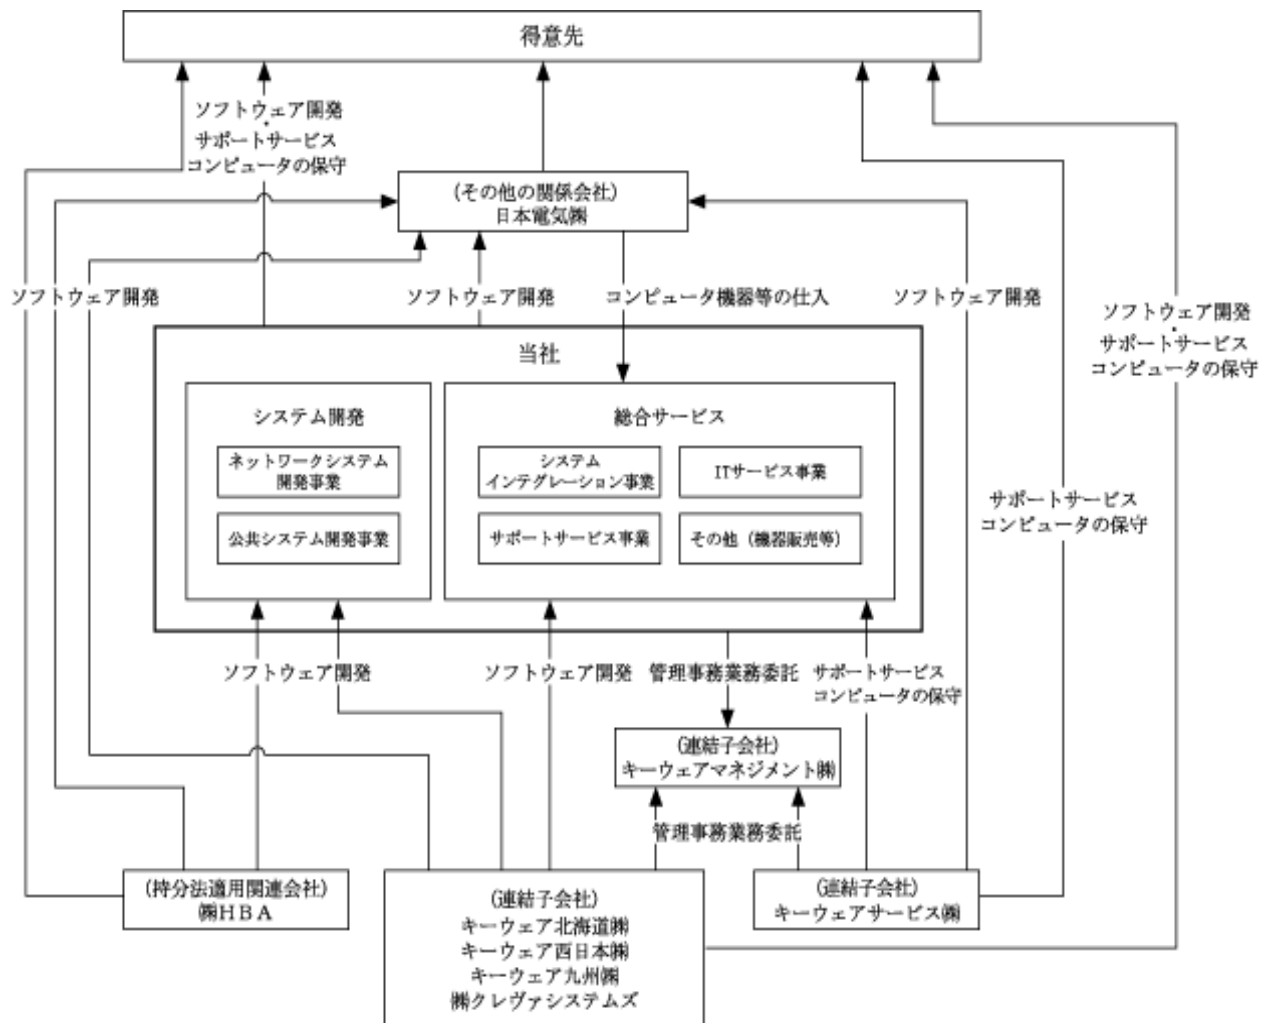 得意先
ソフトウェア開発
・
サポートサービス
コンピュータの保守
(その他の関係会社)
日本電気㈱
ソフトウェア開発
ソフトウェア開発
コンピュータ機器等の仕入
ソフトウェア開発
ソフトウェア開発
・
サポートサービス
コンピュータの保守
当社
システム開発
ネットワークシステム
開発事業
公共システム開発事業
総合サービス
システム
インテグレーション事業
ITサービス事業
サポートサービス事業
その他（機器販売等）
サポートサービス
コンピュータの保守
ソフトウェア開発
ソフトウェア開発
管理事務業務委託
サポートサービス
コンピュータの保守
(連結子会社)
キーウェアマネジメント㈱
管理事務業務委託
(持分法適用関連会社)
㈱ＨＢＡ
(連結子会社)
キーウェア北海道㈱
キーウェア西日本㈱
キーウェア九州㈱
㈱クレヴァシステムズ
(連結子会社)
キーウェアサービス㈱